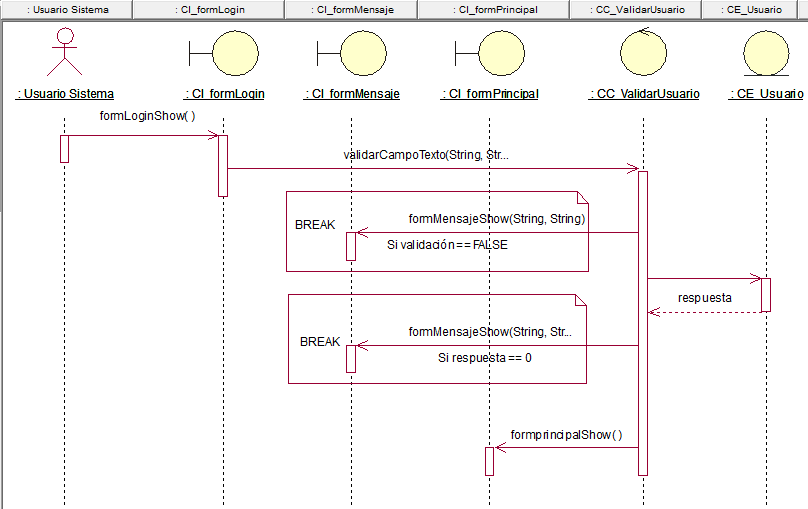 : Usuario Sistema
: CI_formLogin
: CI_formMensaje
: CI_formPrincipal
: CC_ValidarUsuario
: CE_Usuario
: Usuario Sistema
: CI_formLogin
: CI_formMensaje
: CI_formPrincipal
: CC_ValidarUsuario
: CE_Usuario
formLoginShow( )
validarCampoTexto(String, Str...
BREAK
formMensajeShow(String, String)
Si validación == FALSE
respuesta
formMensajeShow(String, Str...
BREAK
Si respuesta == 0
formprincipalShow( )